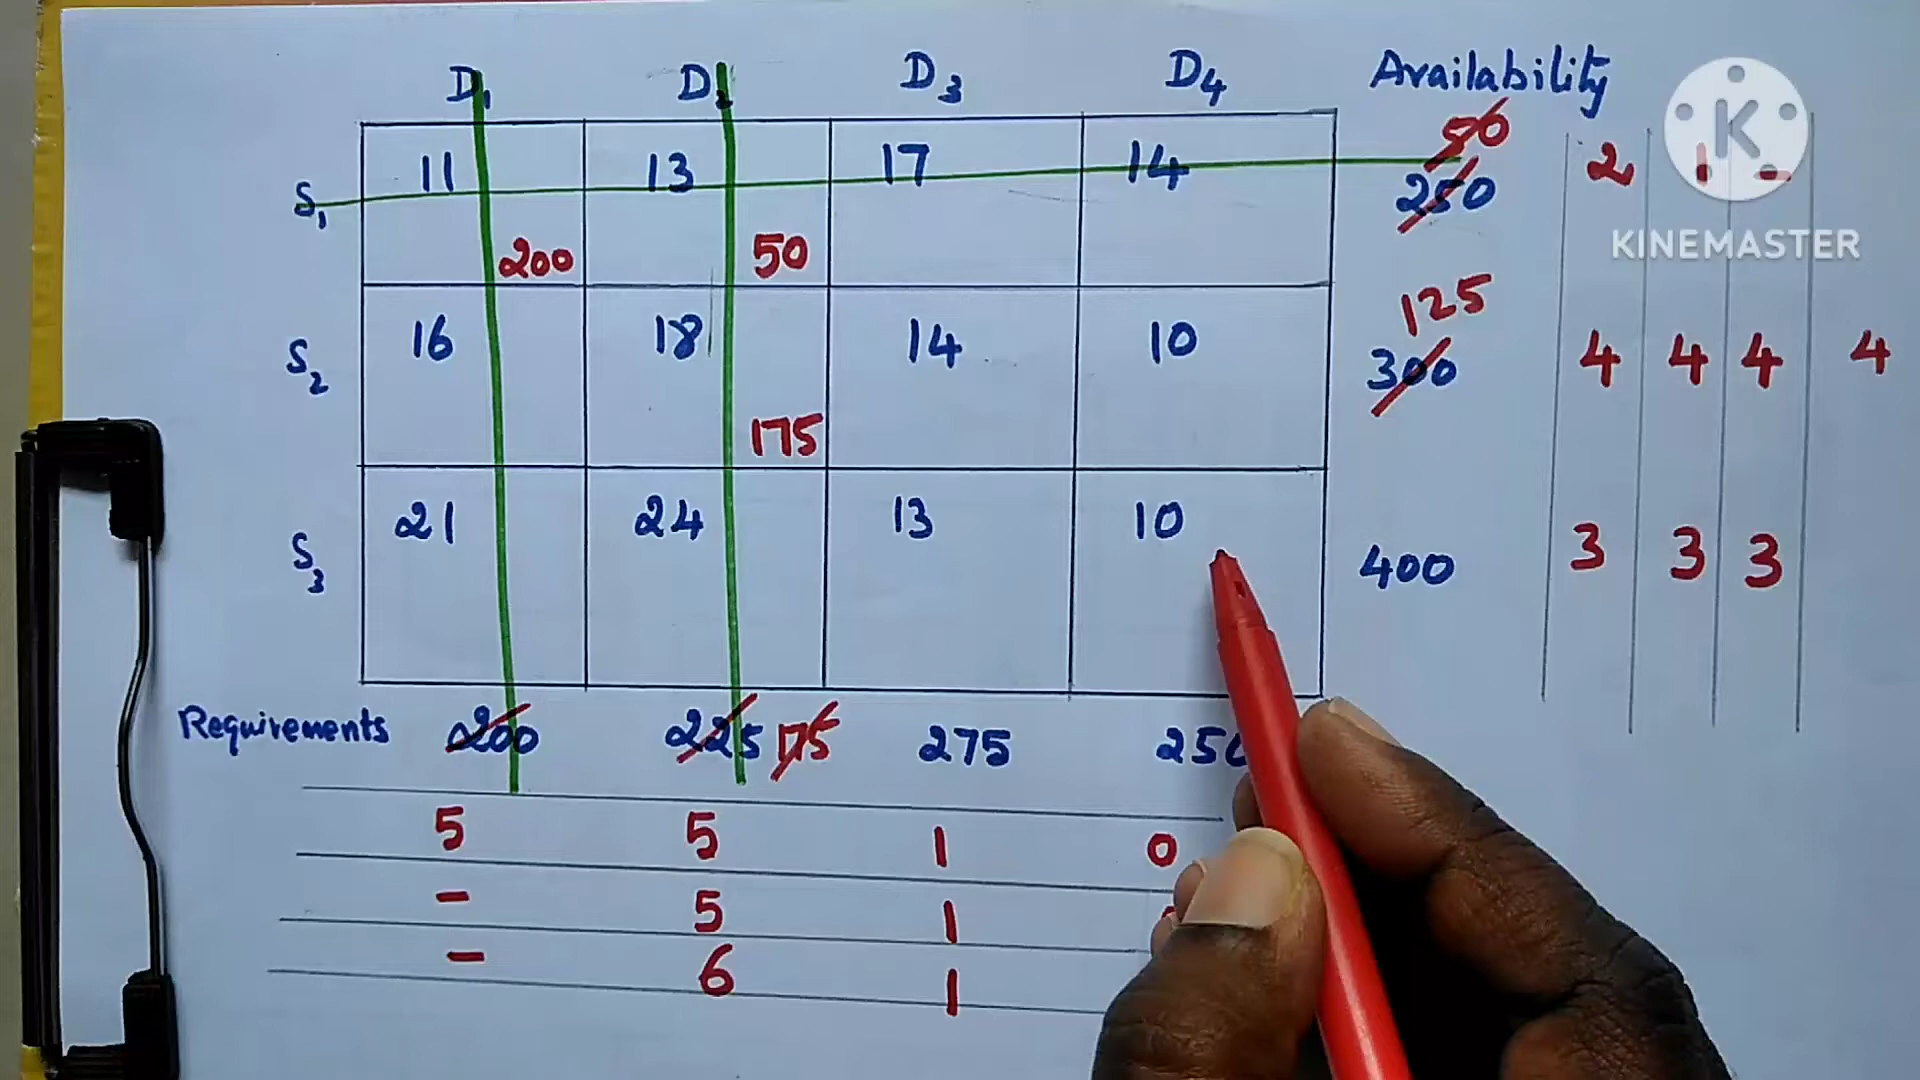 D1 D2 D3 D4 Availability
50
S1 11 13 17 14 250 2 1 -
200 50
K
KINEMASTER
125
S2 16 18 14 10 300 4 4 4 4
175
S3 21 24 13 10 400 3 3 3
Requirements 200 225 175 275 250
5 5 1 0
- 5 1
- 6 1